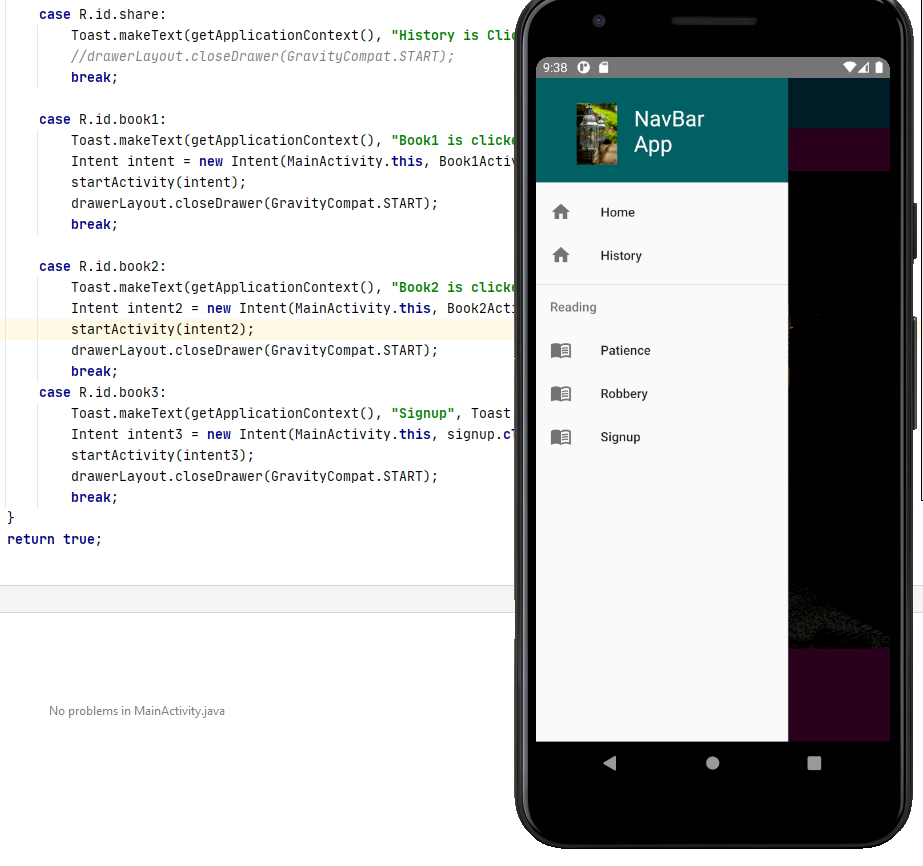 case R.id.share:
Toast.makeText(getApplicationContext(), "History is Clic
//drawerLayout.closeDrawer(GravityCompat.START);
break;
case R.id.book1:
Toast.makeText(getApplicationContext(), "Book1 is clicke
Intent intent = new Intent(MainActivity.this, Book1Activ
startActivity(intent);
drawerLayout.closeDrawer(GravityCompat.START);
break;
case R.id.book2:
Toast.makeText(getApplicationContext(), "Book2 is clicke
Intent intent2 = new Intent(MainActivity.this, Book2Acti
startActivity(intent2);
drawerLayout.closeDrawer(GravityCompat.START);
break;
case R.id.book3:
Toast.makeText(getApplicationContext(), "Signup", Toast
Intent intent3 = new Intent(MainActivity.this, signup.cl
startActivity(intent3);
drawerLayout.closeDrawer(GravityCompat.START);
break;
}
return true;
No problems in MainActivity.java
9:38
NavBar
App
Home
History
Reading
Patience
Robbery
Signup